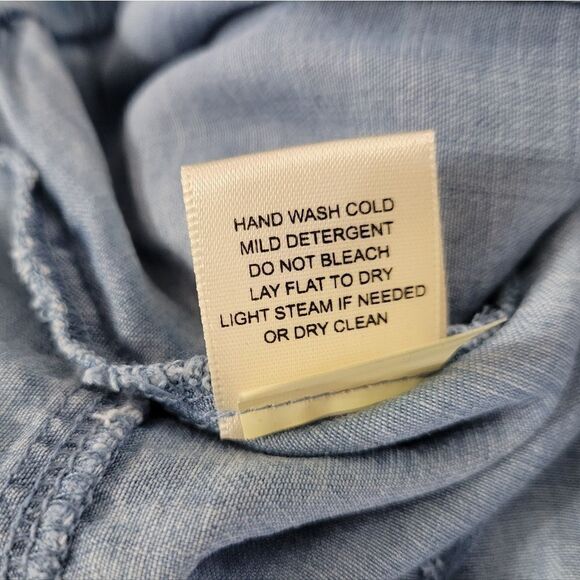 HAND WASH COLD
MILD DETERGENT
DO NOT BLEACH
LAY FLAT TO DRY
LIGHT STEAM IF NEEDED
OR DRY CLEAN